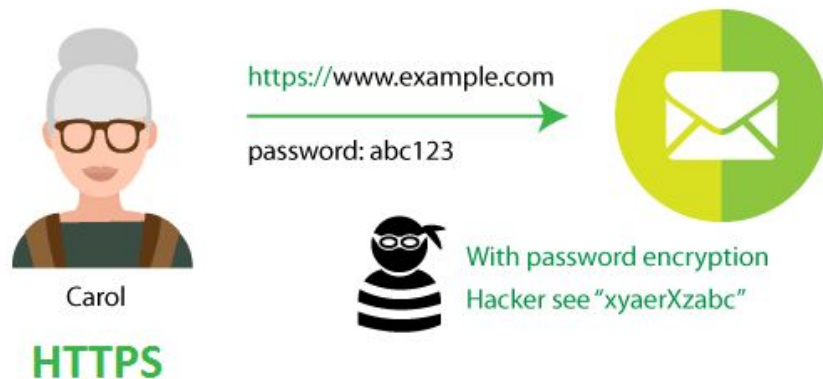 https://www.example.com
password: abc123
With password encryption
Hacker see "xyaerXzabc"
Carol
HTTPS